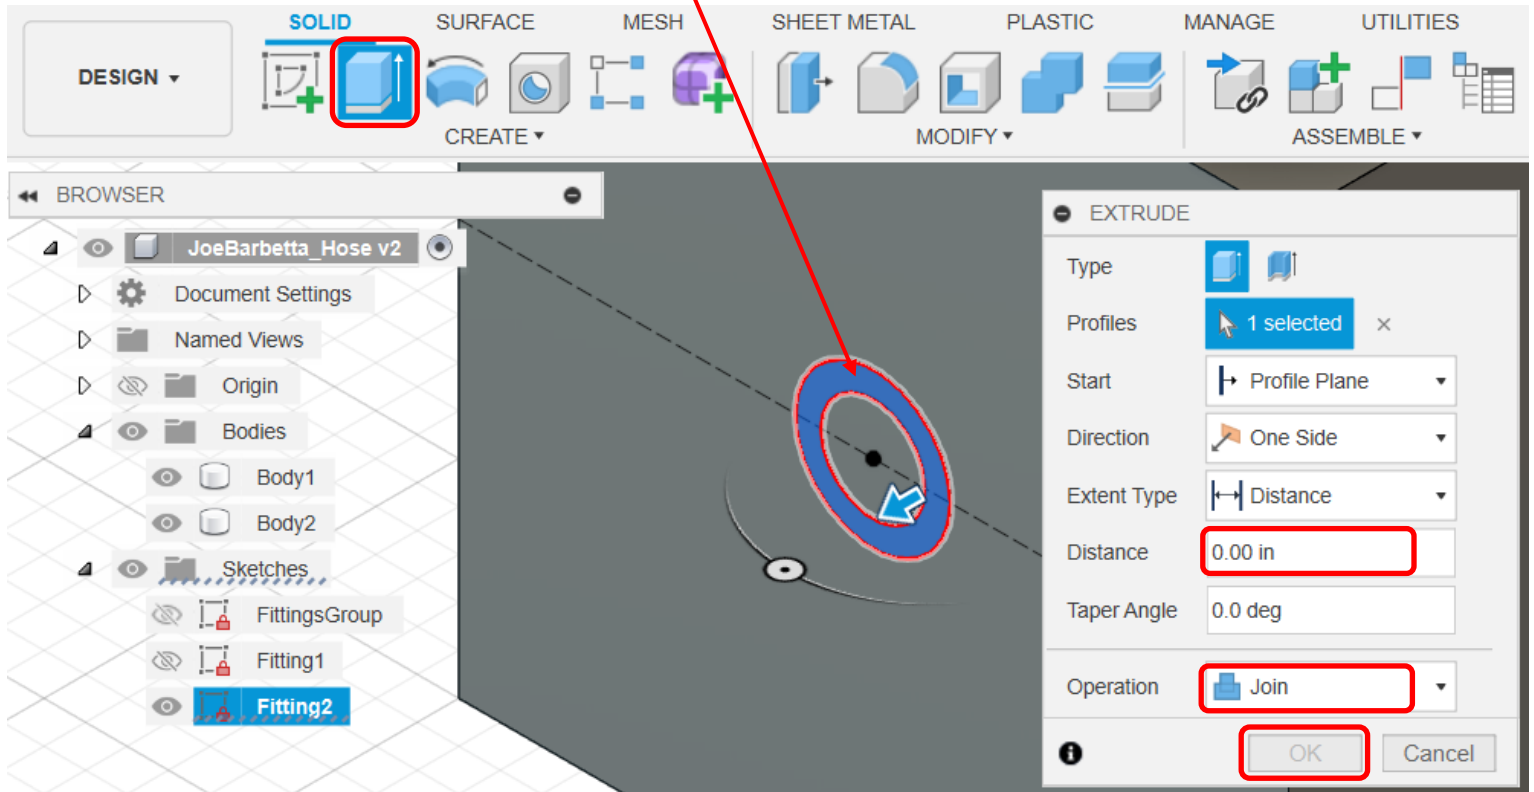 SOLID SURFACE MESH SHEET METAL PLASTIC MANAGE UTILITIES
DESIGN ▾
CREATE ▾ MODIFY ▾ ASSEMBLE ▾
BROWSER
JoeBarbetta_Hose v2
Document Settings
Named Views
Origin
Bodies
Body1
Body2
Sketches
FittingsGroup
Fitting1
Fitting2
EXTRUDE
Type
Profiles 1 selected ×
Start Profile Plane
Direction One Side
Extent Type Distance
Distance 0.00 in
Taper Angle 0.0 deg
Operation Join
OK Cancel